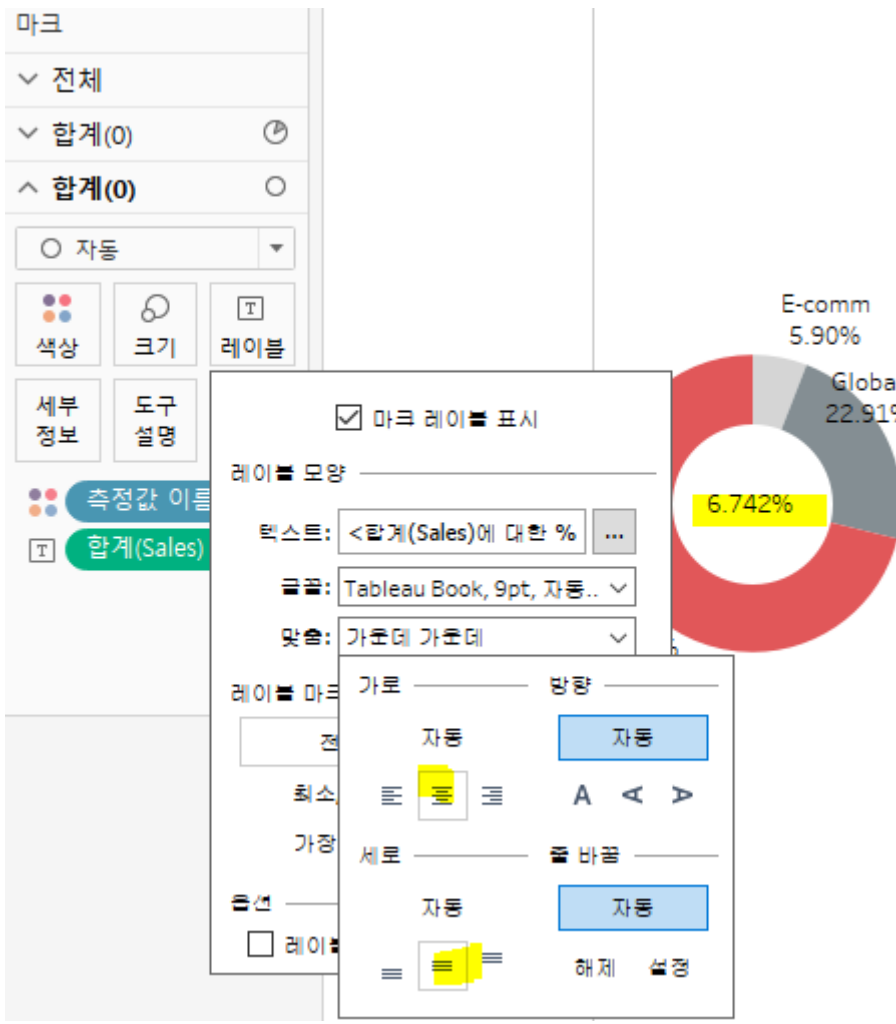 마크
전체
합계(0)
합계(0)
자동
색상
크기
레이블
세부
정보
도구
설명
측정값 이름
합계(Sales)
마크 레이블 표시
레이블 모양
텍스트: <합계(Sales)에 대한 % ...
글꼴: Tableau Book, 9pt, 자동..
맞춤: 가운데 가운데
레이블 마크
전
최소
가장
옵션
레이블
가로
방향
자동
자동
A A A
세로
줄 바꿈
자동
자동
해제 설정
E-comm
5.90%
Globa
22.91%
6.742%